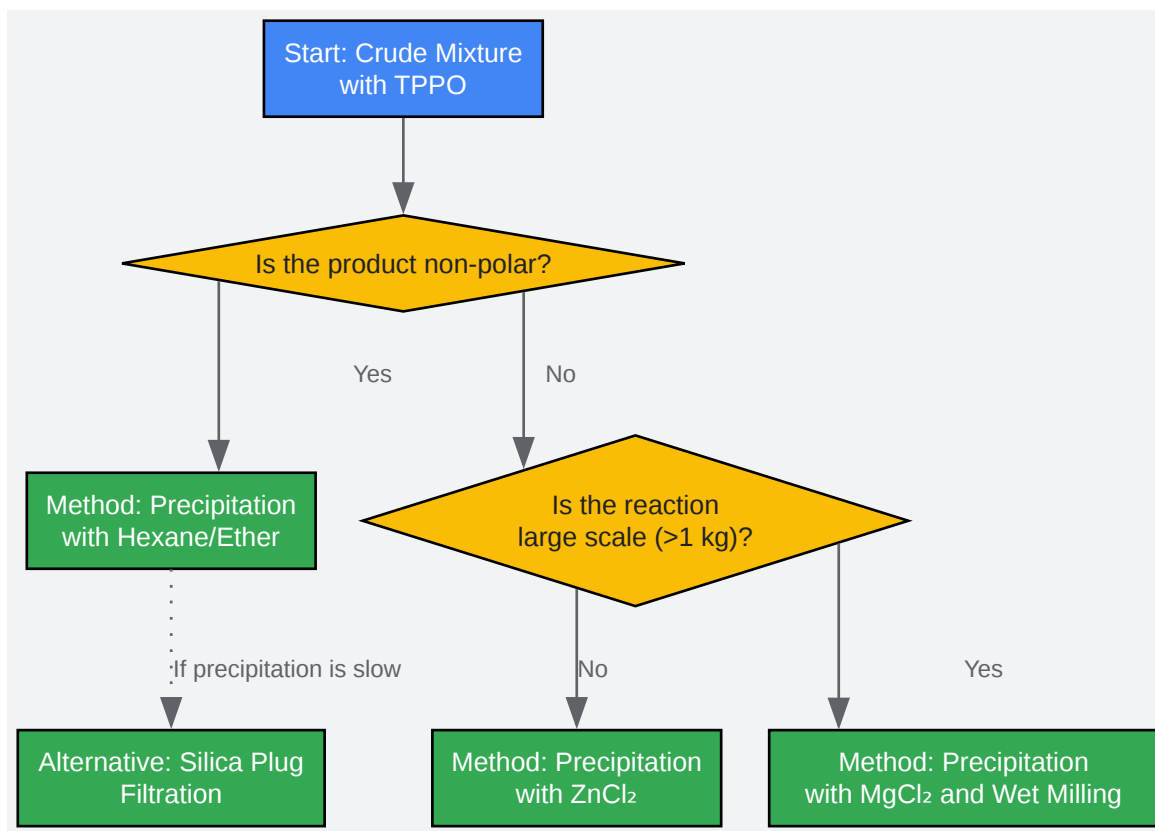 Start: Crude Mixture
with TPPO
Is the product non-polar?
Yes
No
Method: Precipitation
with Hexane/Ether
Is the reaction
large scale (>1 kg)?
If precipitation is slow
No
Yes
Alternative: Silica Plug
Filtration
Method: Precipitation
with ZnCl₂
Method: Precipitation
with MgCl₂ and Wet Milling